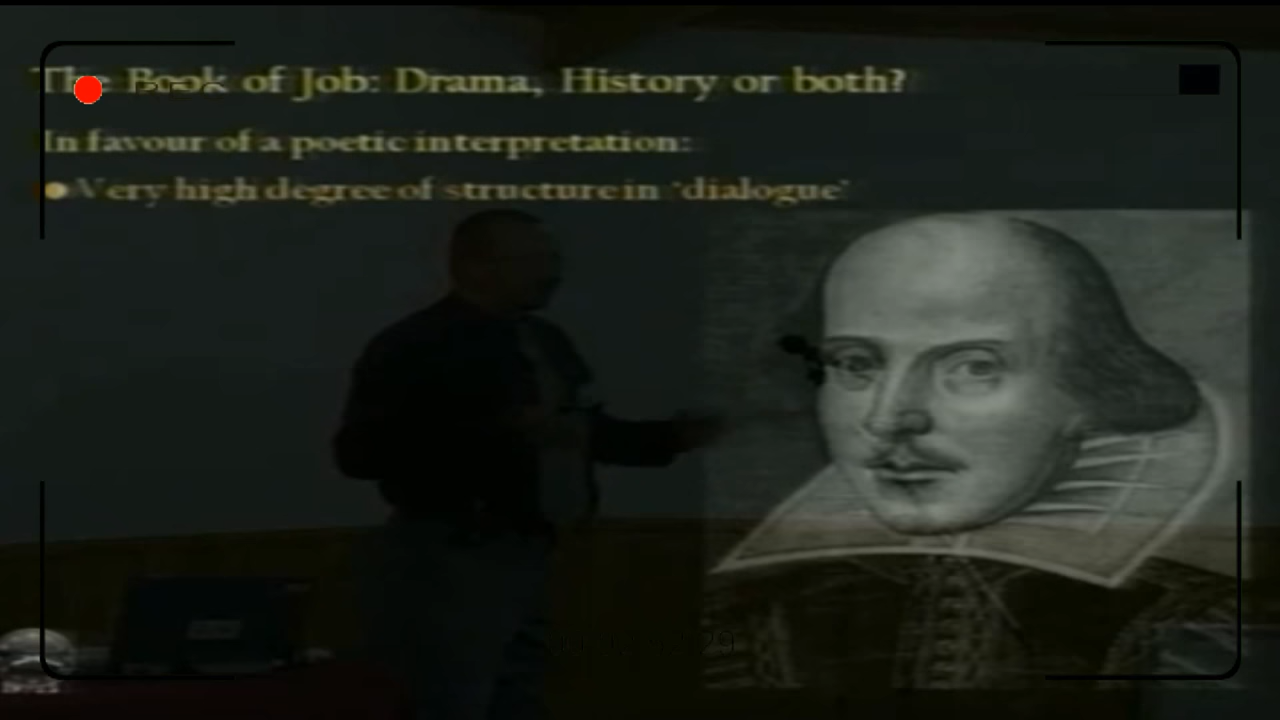 The Book of Job: Drama, History or both?
In favour of a poetic interpretation:
Very high degree of structure in 'dialogue'